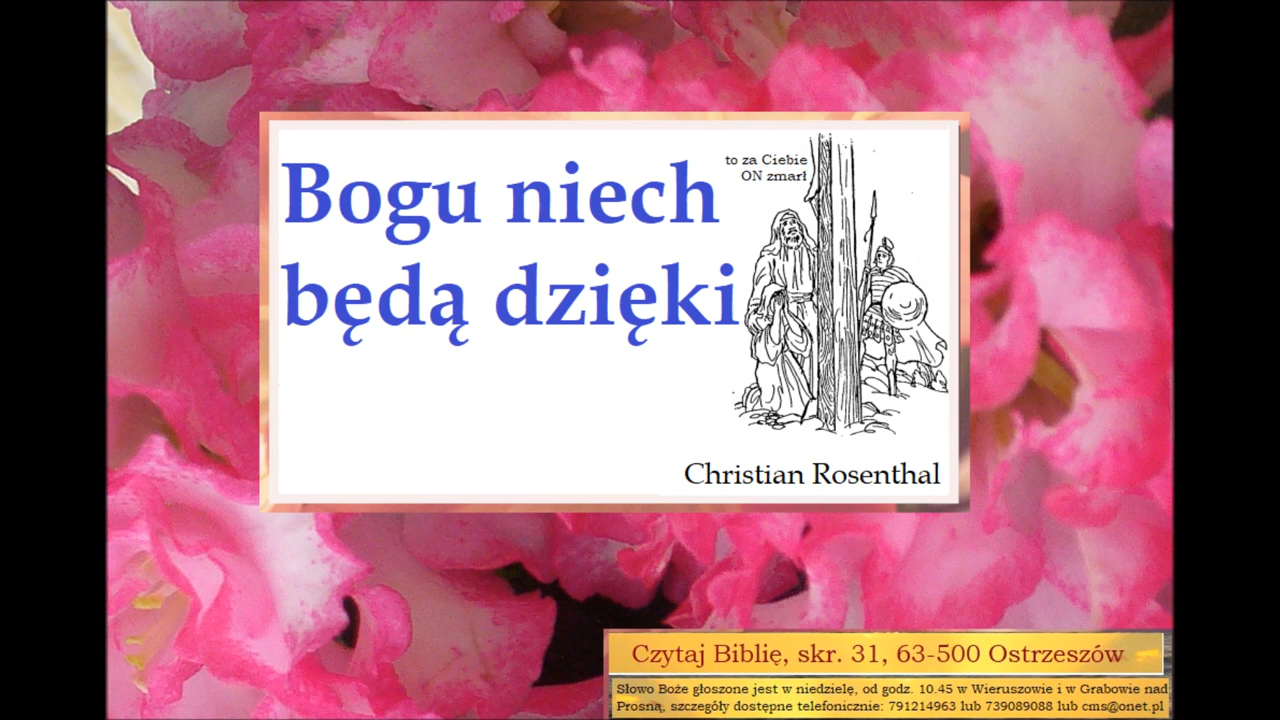 Bogu niech
będą dzięki
to za Ciebie
ON zmarł
Christian Rosenthal
Czytaj Biblię, skr. 31, 63-500 Ostrzeszów
Słowo Boże głoszone jest w niedzielę, od godz. 10.45 w Wieruszowie i w Grabowie nad
Prosną, szczegóły dostępne telefonicznie: 791214963 lub 739089088 lub cms@onet.pl